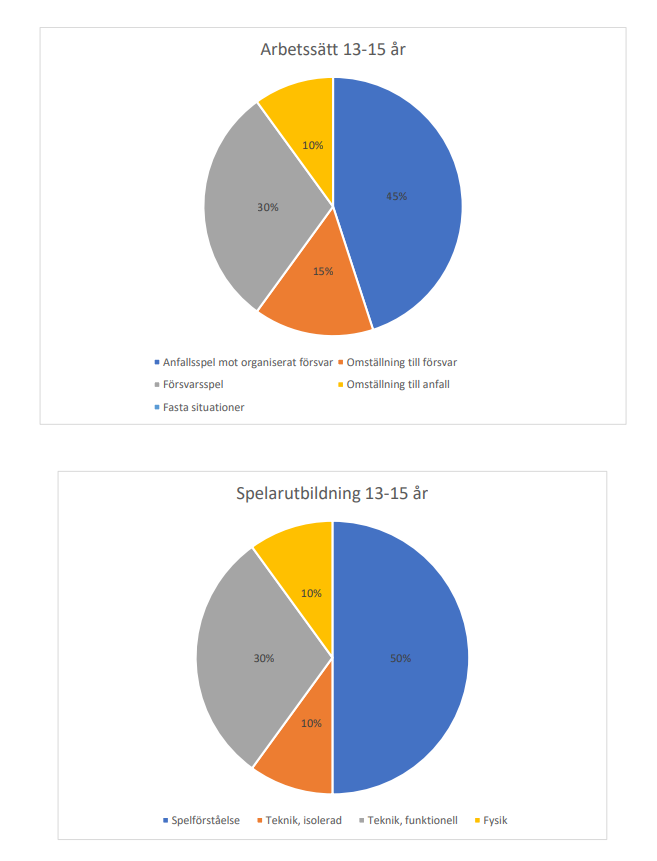 Arbetssätt 13-15 år
10%
45%
30%
15%
Anfallsspel mot organiserat försvar Omställning till försvar
Försvarsspel Omställning till anfall
Fasta situationer
Spelarutbildning 13-15 år
10%
30% 50%
10%
Spelförståelse Teknik, isolerad Teknik, funktionell Fysik